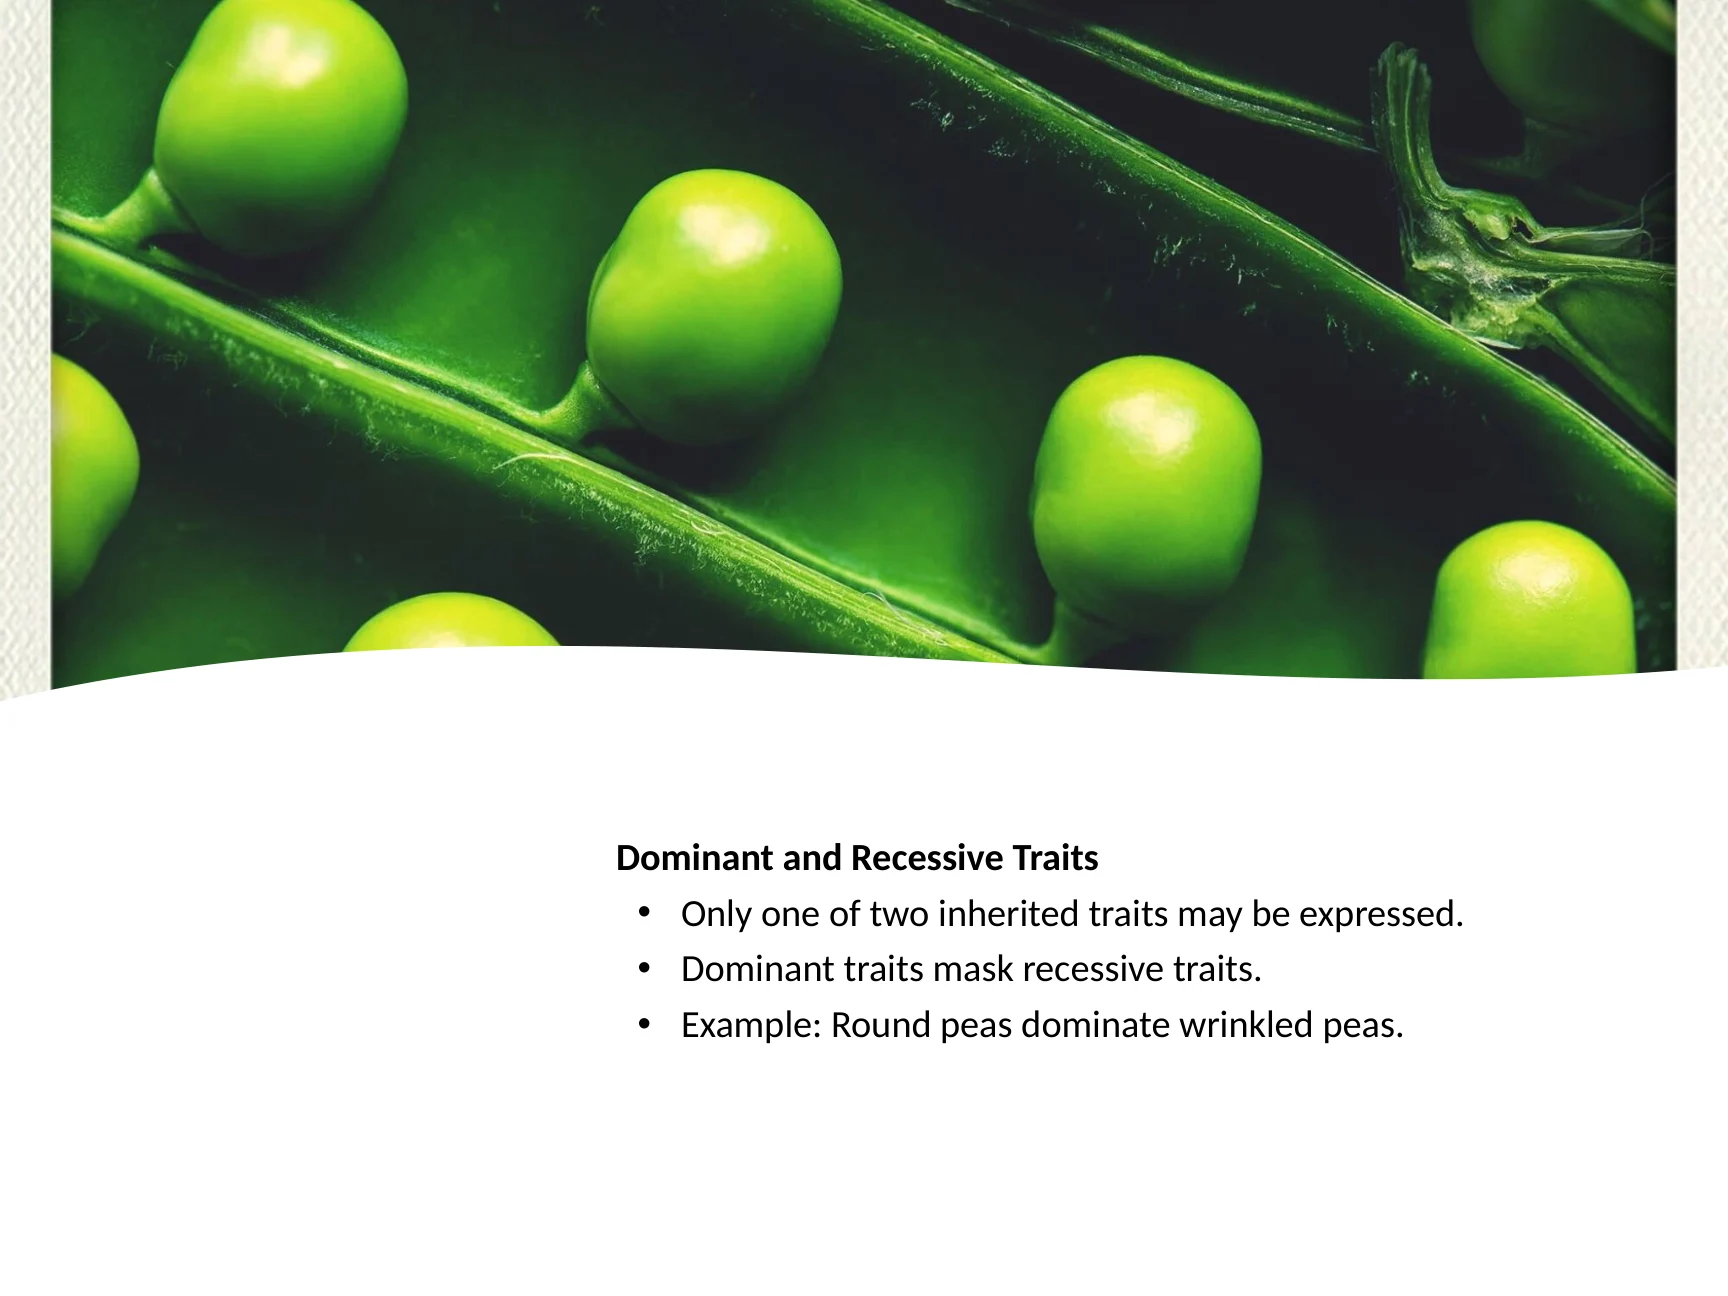 Dominant and Recessive Traits
• Only one of two inherited traits may be expressed.
• Dominant traits mask recessive traits.
• Example: Round peas dominate wrinkled peas.